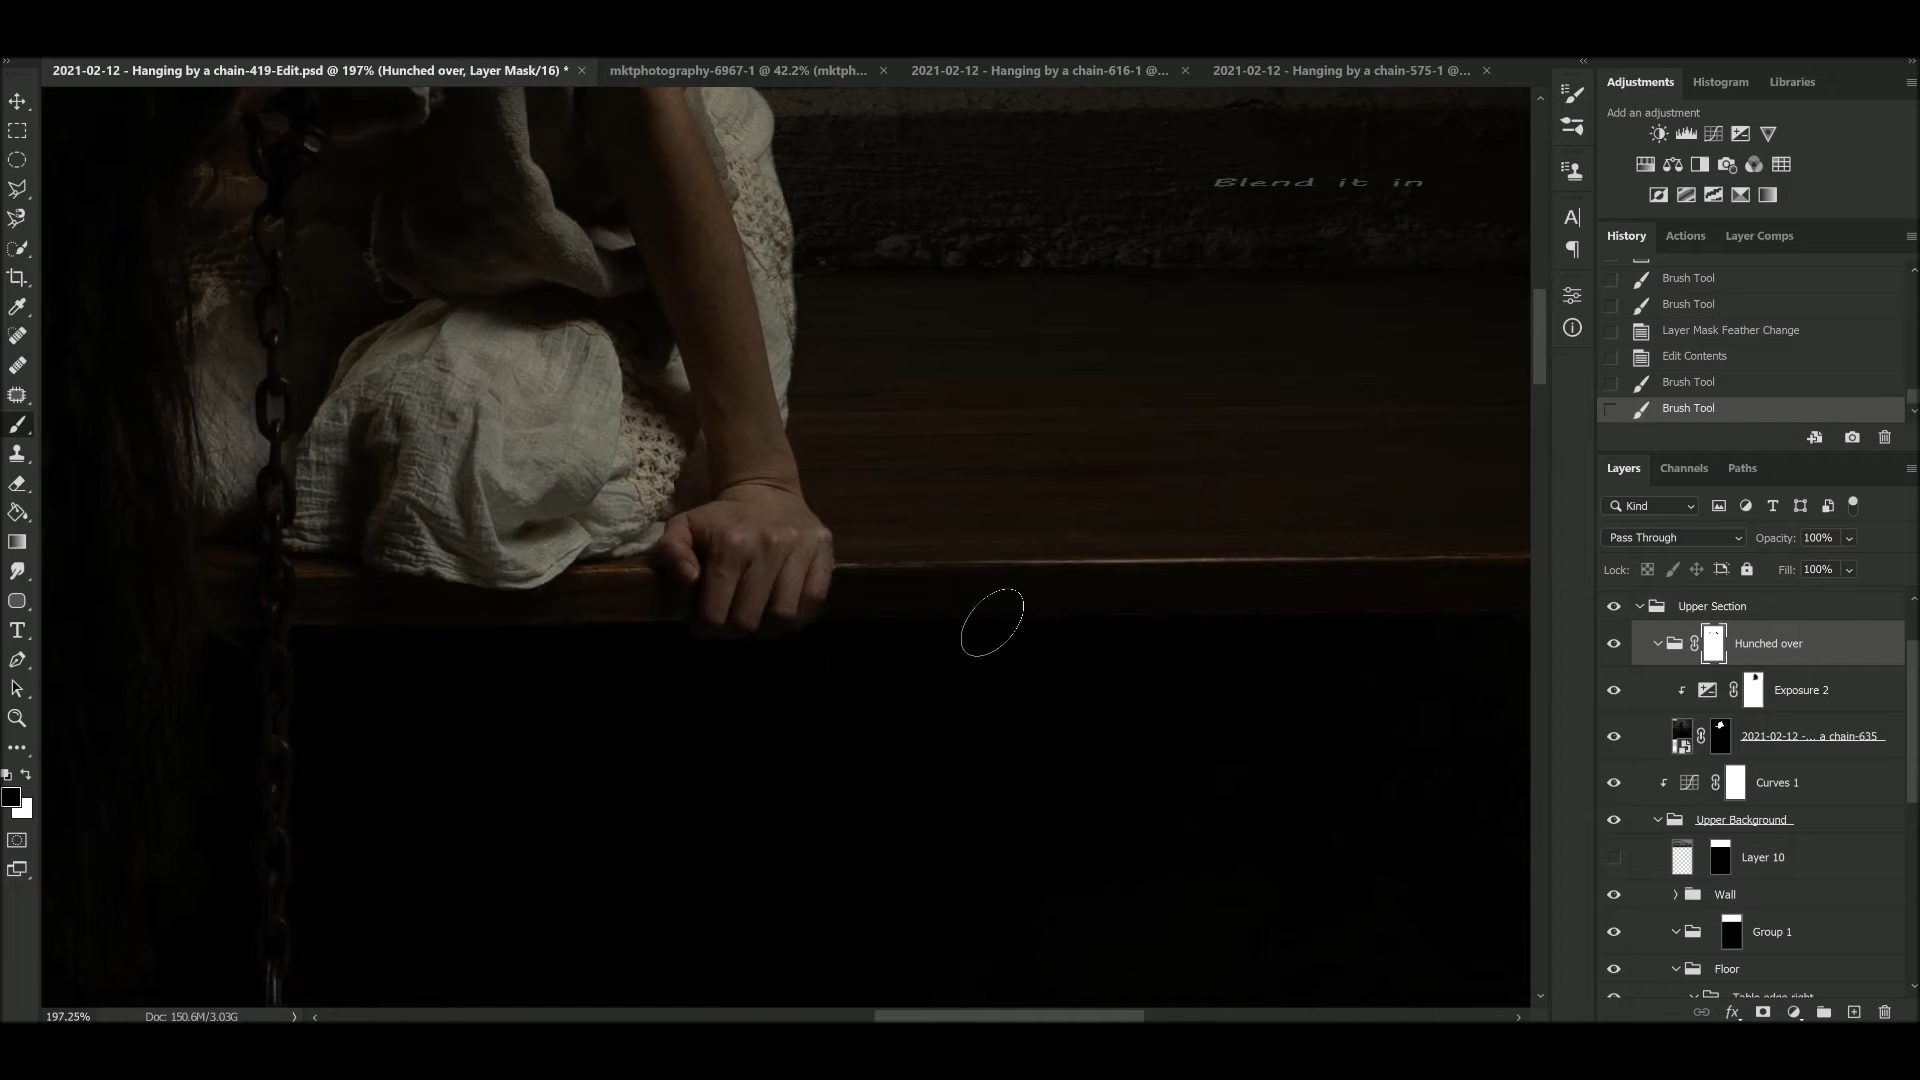 2021-02-12 - Hanging by a chain-419-Edit.psd @ 197% (Hunched over, Layer Mask/16) *
mktphotography-6967-1 @ 42.2% (mktph...
2021-02-12 - Hanging by a chain-616-1 @...
2021-02-12 - Hanging by a chain-575-1 @...
Adjustments
Histogram
Libraries
Add an adjustment
Blend it in
History
Actions
Layer Comps
Brush Tool
Brush Tool
Layer Mask Feather Change
Edit Contents
Brush Tool
Brush Tool
Layers
Channels
Paths
Kind
Pass Through
Opacity: 100%
Lock:
Fill: 100%
Upper Section
Hunched over
Exposure 2
2021-02-12 -... a chain-635
Curves 1
Upper Background
Layer 10
Wall
Group 1
Floor
Table edge right
197.25%
Doc: 150.6M/3.03G